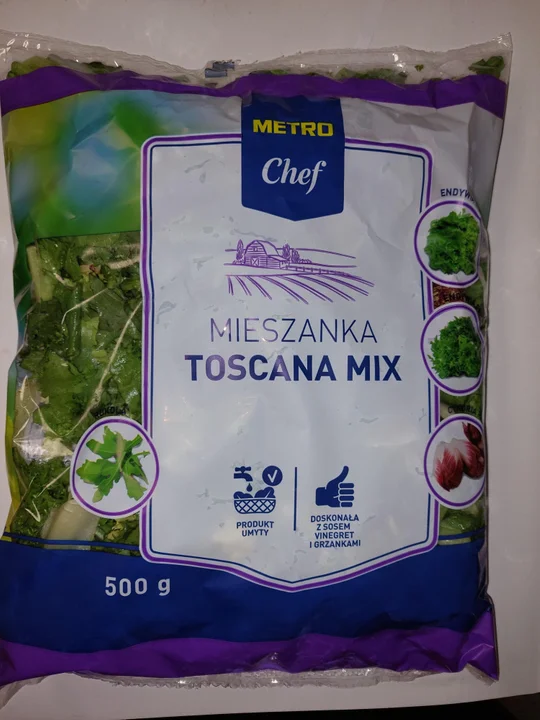 METRO
Chef
MIESZANKA
TOSCANA MIX
PRODUKT
UMYTY
DOSKONAŁA
Z SOSEM
VINEGRET
I GRZANKAMI
500 g